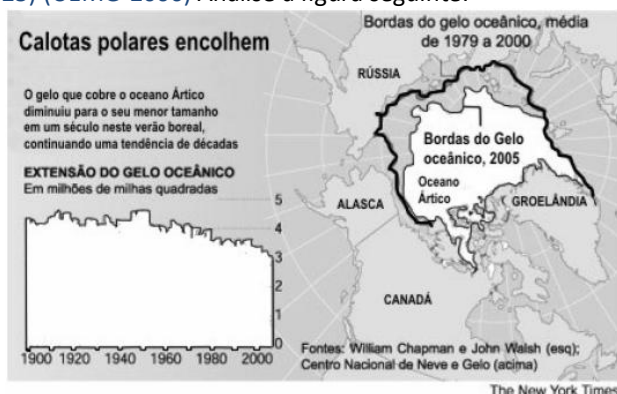 (UEMG-2006) Analise a figura seguinte:
Calotas polares encolhem
O gelo que cobre o oceano Ártico
diminuiu para o seu menor tamanho
em um século neste verão boreal,
continuando uma tendência de décadas
EXTENSÃO DO GELO OCEÂNICO
Em milhões de milhas quadradas
5
4
3
2
1
0
1900 1920 1940 1960 1980 2000
Bordas do gelo oceânico, média
de 1979 a 2000
RÚSSIA
Bordas do Gelo
oceânico, 2005
Oceano
Ártico
ALASCA
GROELÂNDIA
CANADÁ
Fontes: William Chapman e John Walsh (esq);
Centro Nacional de Neve e Gelo (acima)
The New York Times